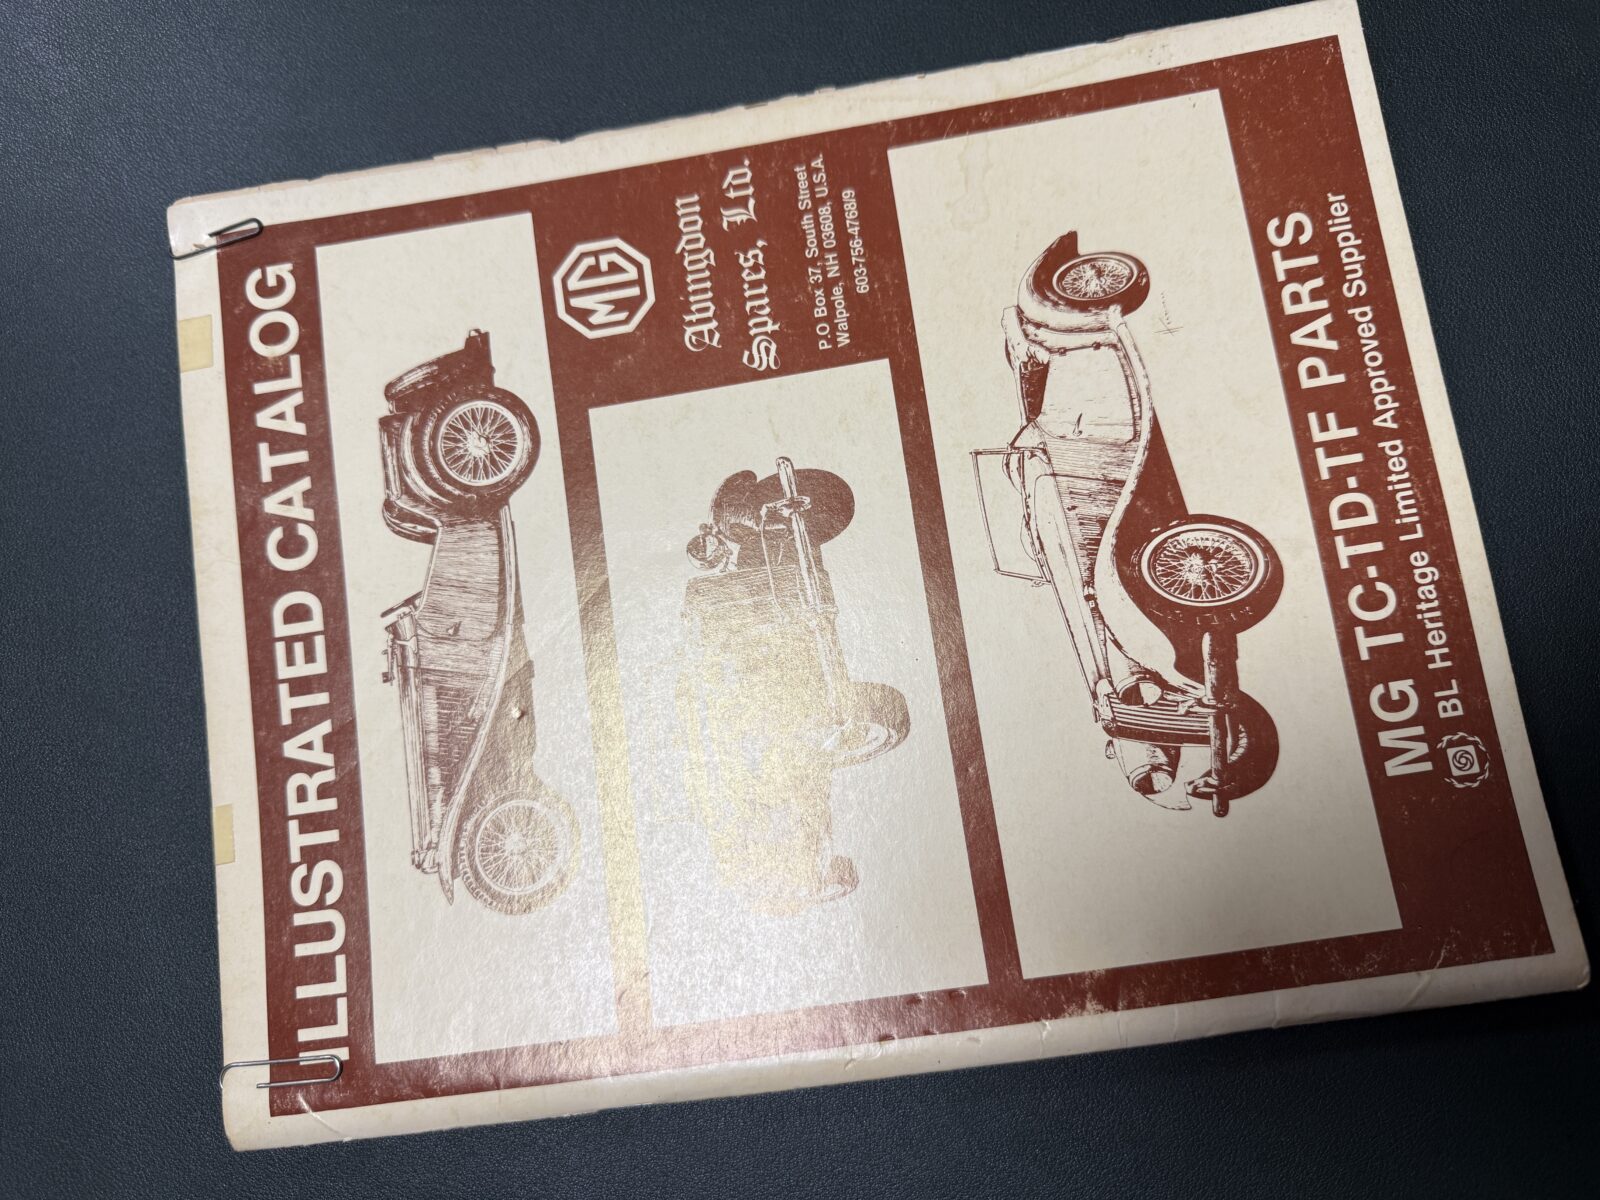 ILLUSTRATED CATALOG
MG
Abingdon
Spares, Ltd.
P.O Box 37, South Street
Walpole, NH 03608, U.S.A.
603-756-4768/9
MG TC-TD-TF PARTS
BL Heritage Limited Approved Supplier